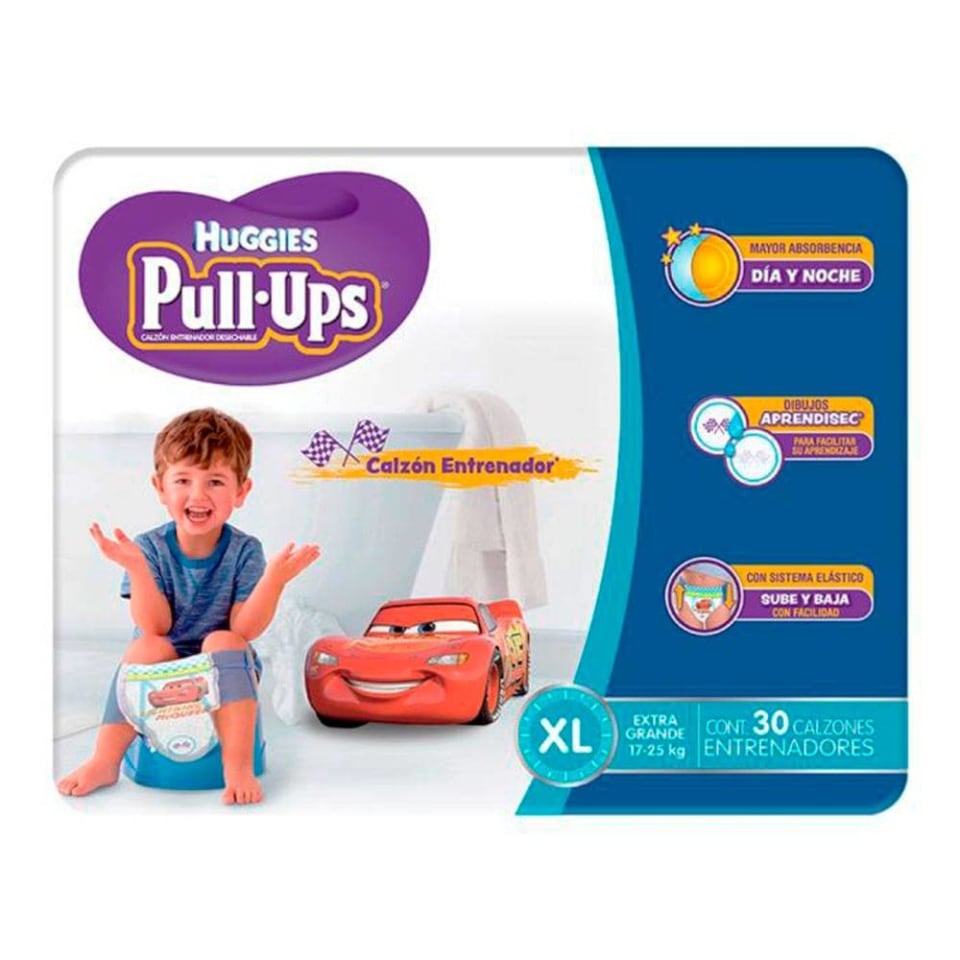 HUGGIES
Pull-Ups®
CALZÓN ENTRENADOR DESECHABLE
Calzón Entrenador*
MAYOR ABSORBENCIA
DÍA Y NOCHE
DIBUJOS
APRENDISEC®
PARA FACILITAR
SU APRENDIZAJE
CON SISTEMA ELÁSTICO
SUBE Y BAJA
CON FACILIDAD
XL
EXTRA
GRANDE
17-25 kg
CONT. 30 CALZONES
ENTRENADORES